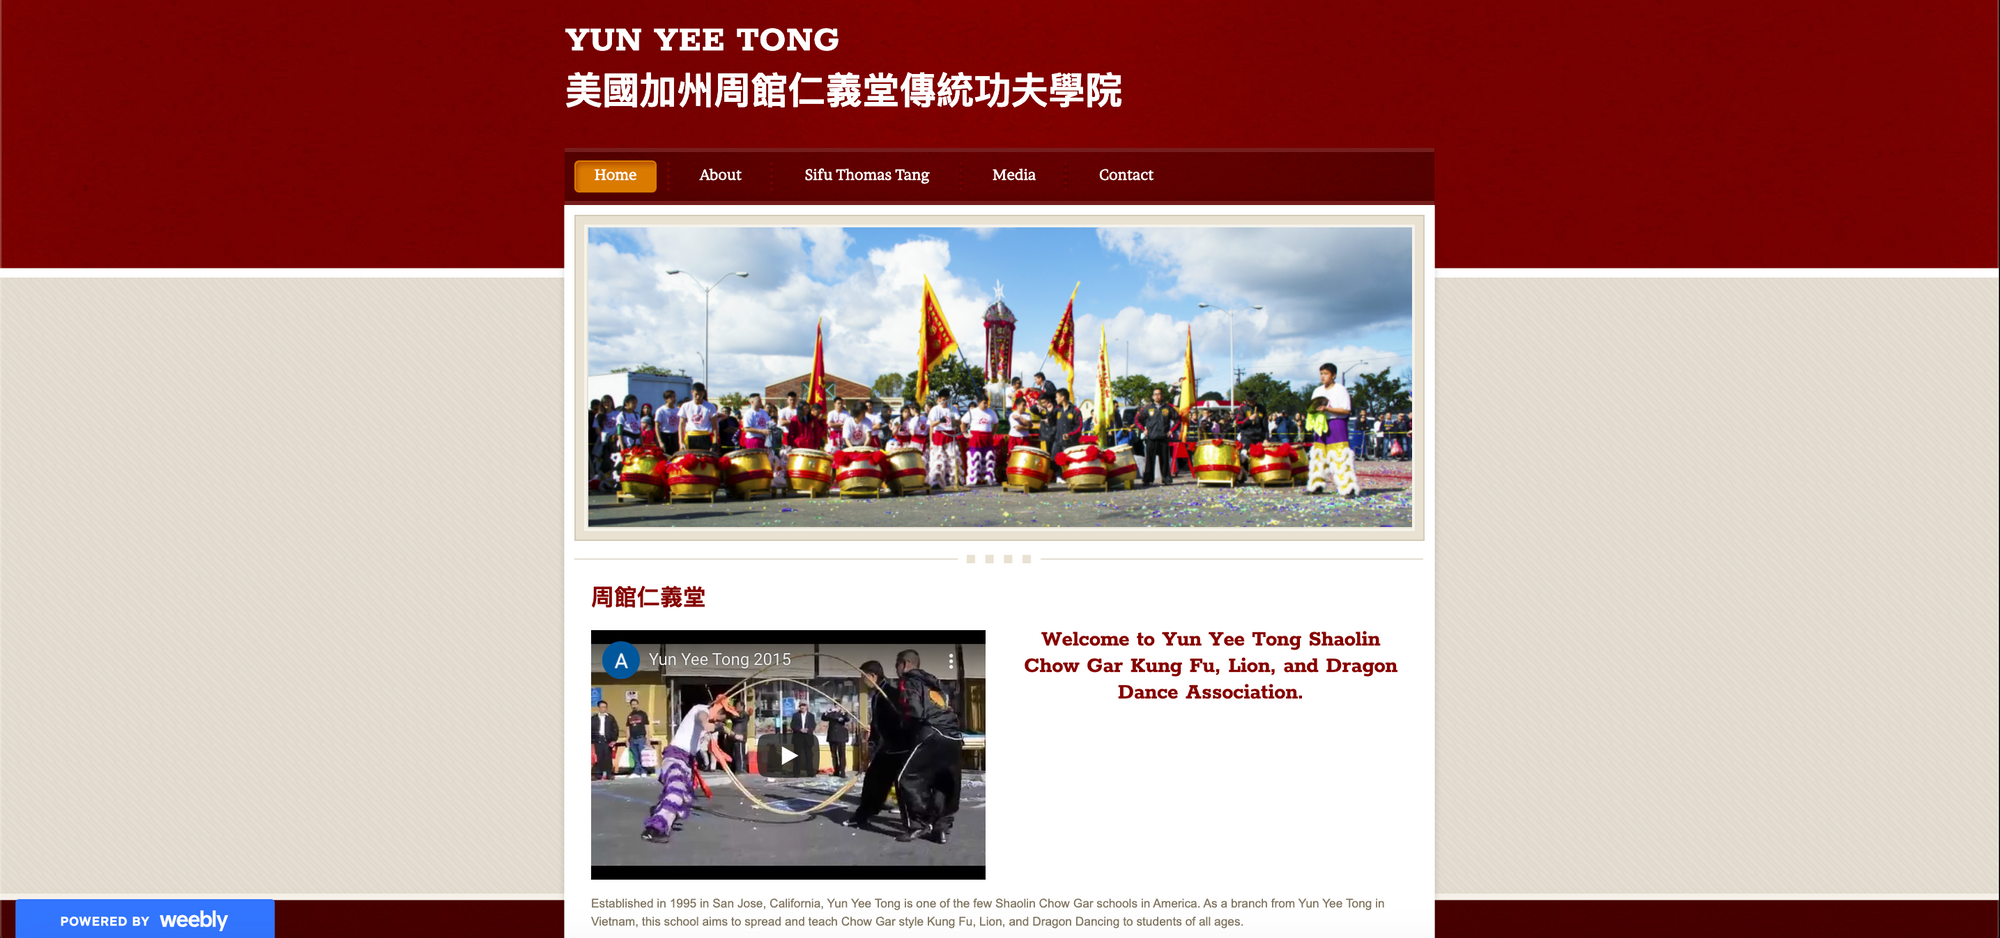 YUN YEE TONG
美國加州周館仁義堂傳統功夫學院
Home About Sifu Thomas Tang Media Contact
周館仁義堂
A Yun Yee Tong 2015
Welcome to Yun Yee Tong Shaolin
Chow Gar Kung Fu, Lion, and Dragon
Dance Association.
Established in 1995 in San Jose, California, Yun Yee Tong is one of the few Shaolin Chow Gar schools in America. As a branch from Yun Yee Tong in
Vietnam, this school aims to spread and teach Chow Gar style Kung Fu, Lion, and Dragon Dancing to students of all ages.
POWERED BY weebly